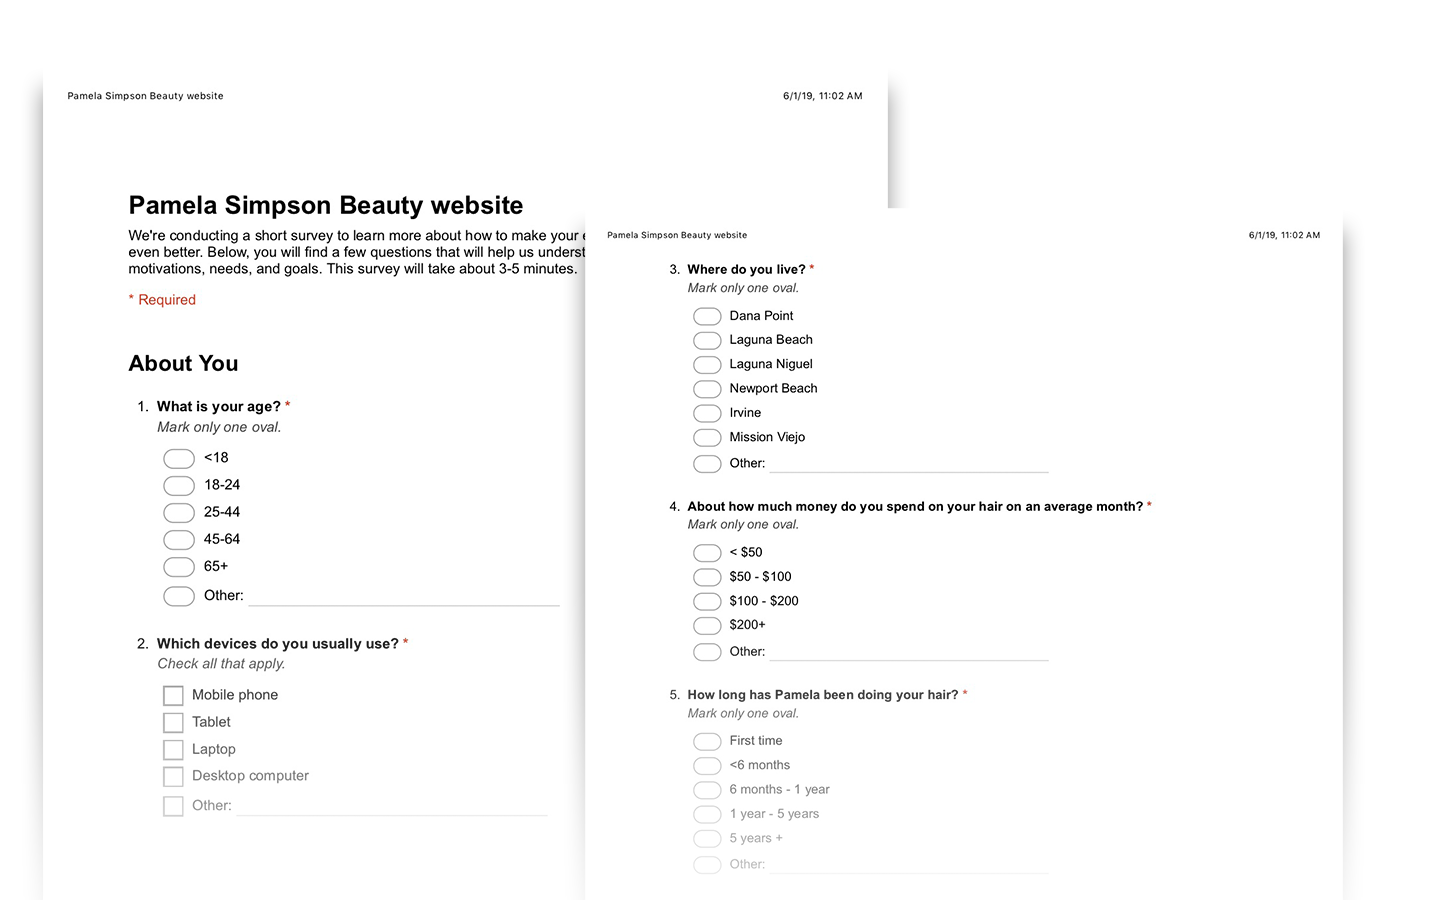 Pamela Simpson Beauty website
6/1/19, 11:02 AM
Pamela Simpson Beauty website
We're conducting a short survey to learn more about how to make your
even better. Below, you will find a few questions that will help us
motivations, needs, and goals. This survey will take about 3-5 minutes.
* Required
About You
1. What is your age? *
Mark only one oval.
<18
18-24
25-44
45-64
65+
Other:
2. Which devices do you usually use? *
Check all that apply.
Mobile phone
Tablet
Laptop
Desktop computer
Other:
Pamela Simpson Beauty website
6/1/19, 11:02 AM
3. Where do you live? *
Mark only one oval.
Dana Point
Laguna Beach
Laguna Niguel
Newport Beach
Irvine
Mission Viejo
Other:
4. About how much money do you spend on your hair on an average month? *
Mark only one oval.
< $50
$50 - $100
$100 - $200
$200+
Other:
5. How long has Pamela been doing your hair? *
Mark only one oval.
First time
<6 months
6 months - 1 year
1 year - 5 years
5 years +
Other: